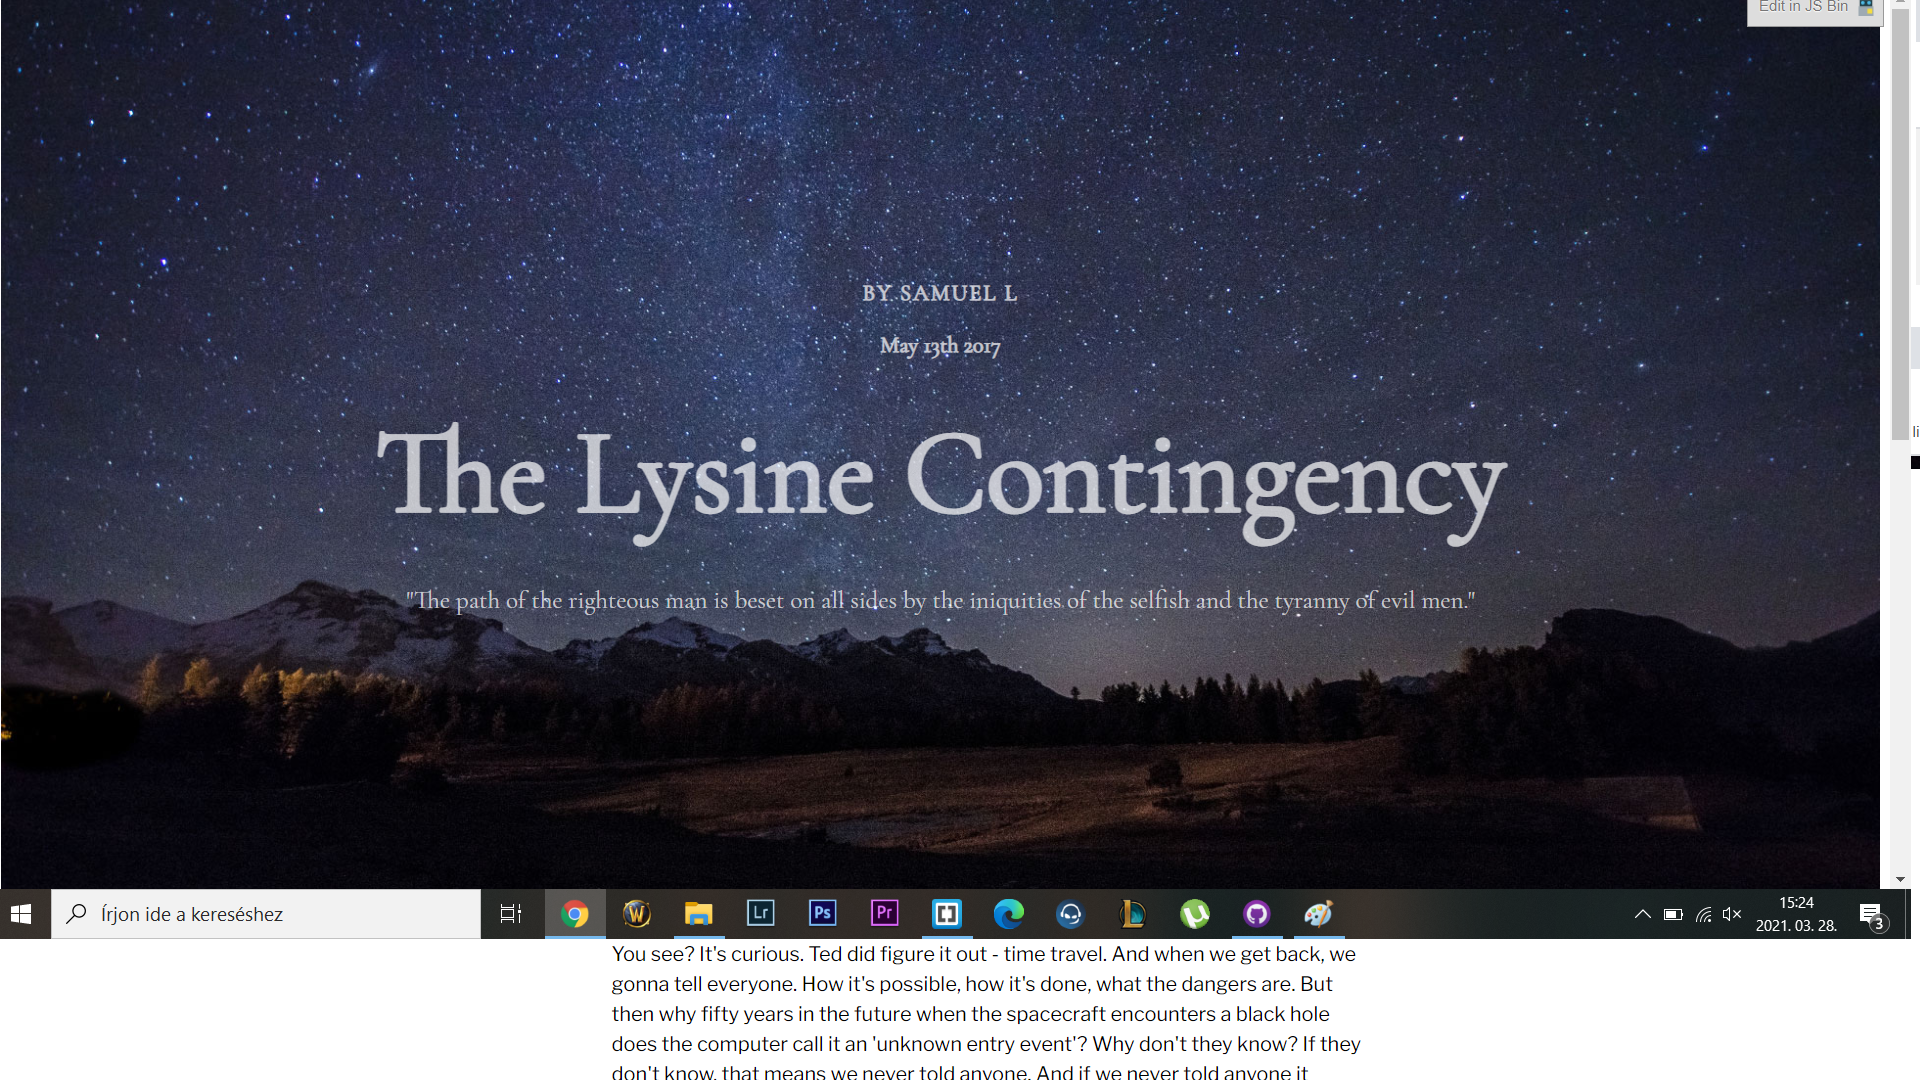 Edit in JS Bin
BY SAMUEL L
May 13th 2017
The Lysine Contingency
"The path of the righteous man is beset on all sides by the iniquities of the selfish and the tyranny of evil men."
li
Írjon ide a kereséshez
W
Lr
Ps
Pr
15:24
2021. 03. 28.
3
You see? It's curious. Ted did figure it out - time travel. And when we get back, we
gonna tell everyone. How it's possible, how it's done, what the dangers are. But
then why fifty years in the future when the spacecraft encounters a black hole
does the computer call it an 'unknown entry event'? Why don't they know? If they
don't know, that means we never told anyone. And if we never told anyone it